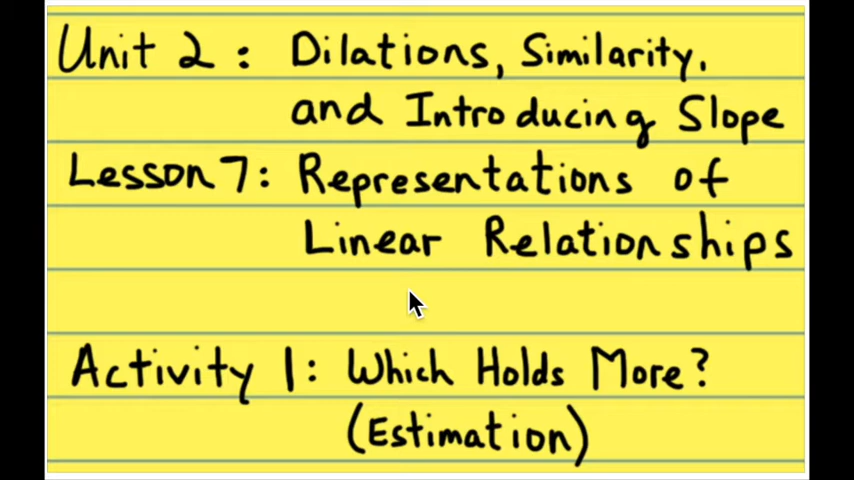 Unit 2: Dilations, Similarity,
and Introducing Slope
Lesson 7: Representations of
Linear Relationships
Activity 1: Which Holds More?
(Estimation)